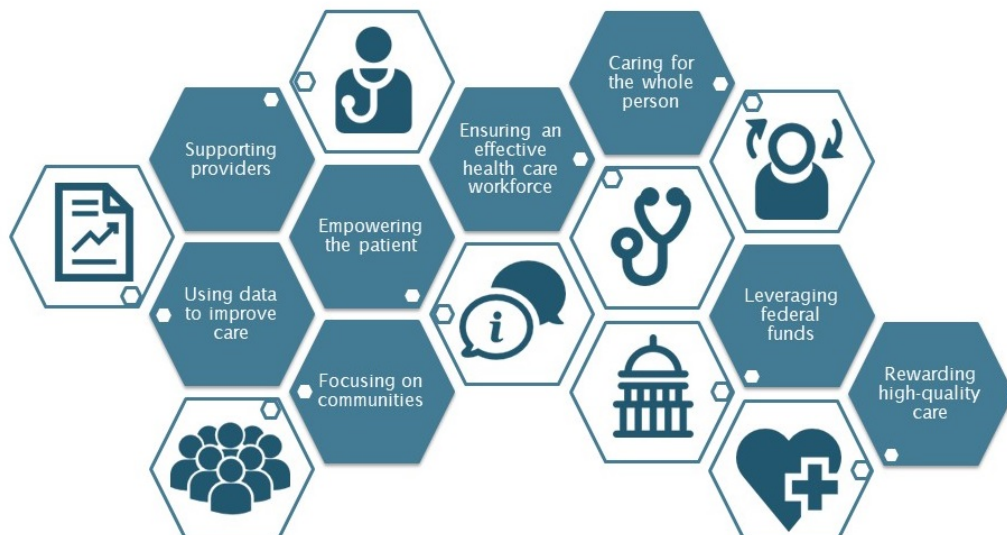 Caring for
the whole
person
Supporting
providers
Ensuring an
effective
health care
workforce
Empowering
the patient
Using data
to improve
care
i
Leveraging
federal
funds
Focusing on
communities
Rewarding
high-quality
care